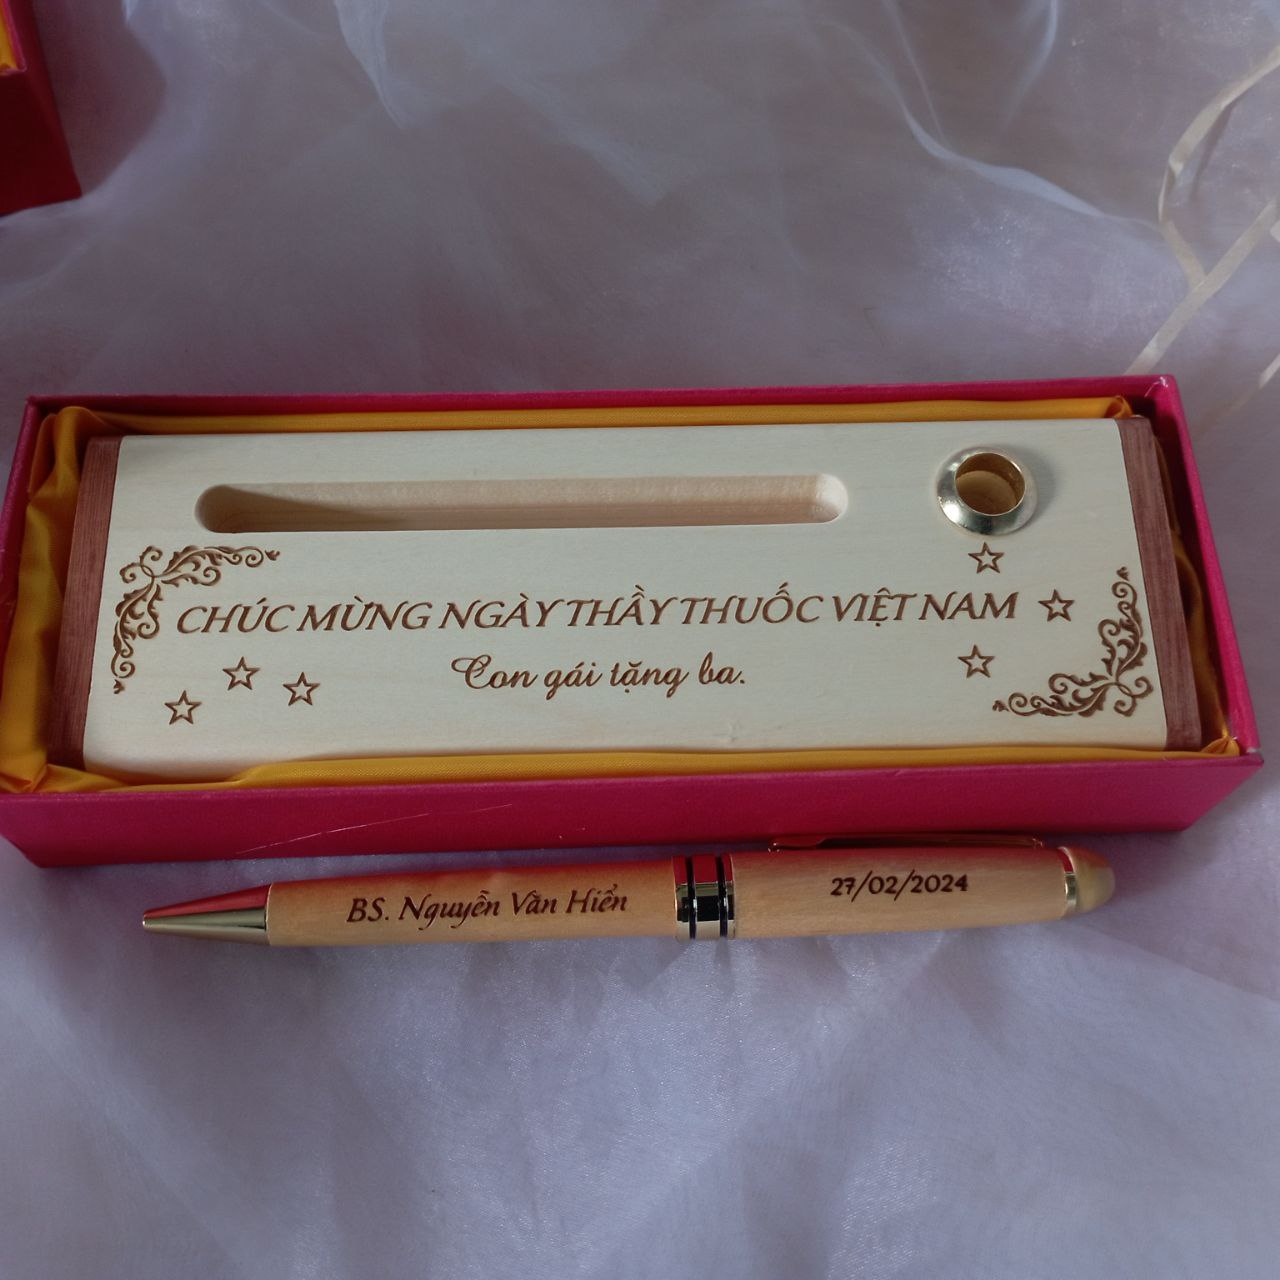 CHÚC MỪNG NGÀY THẦY THUỐC VIỆT NAM
Con gái tặng ba.
BS. Nguyễn Văn Hiển
27/02/2024